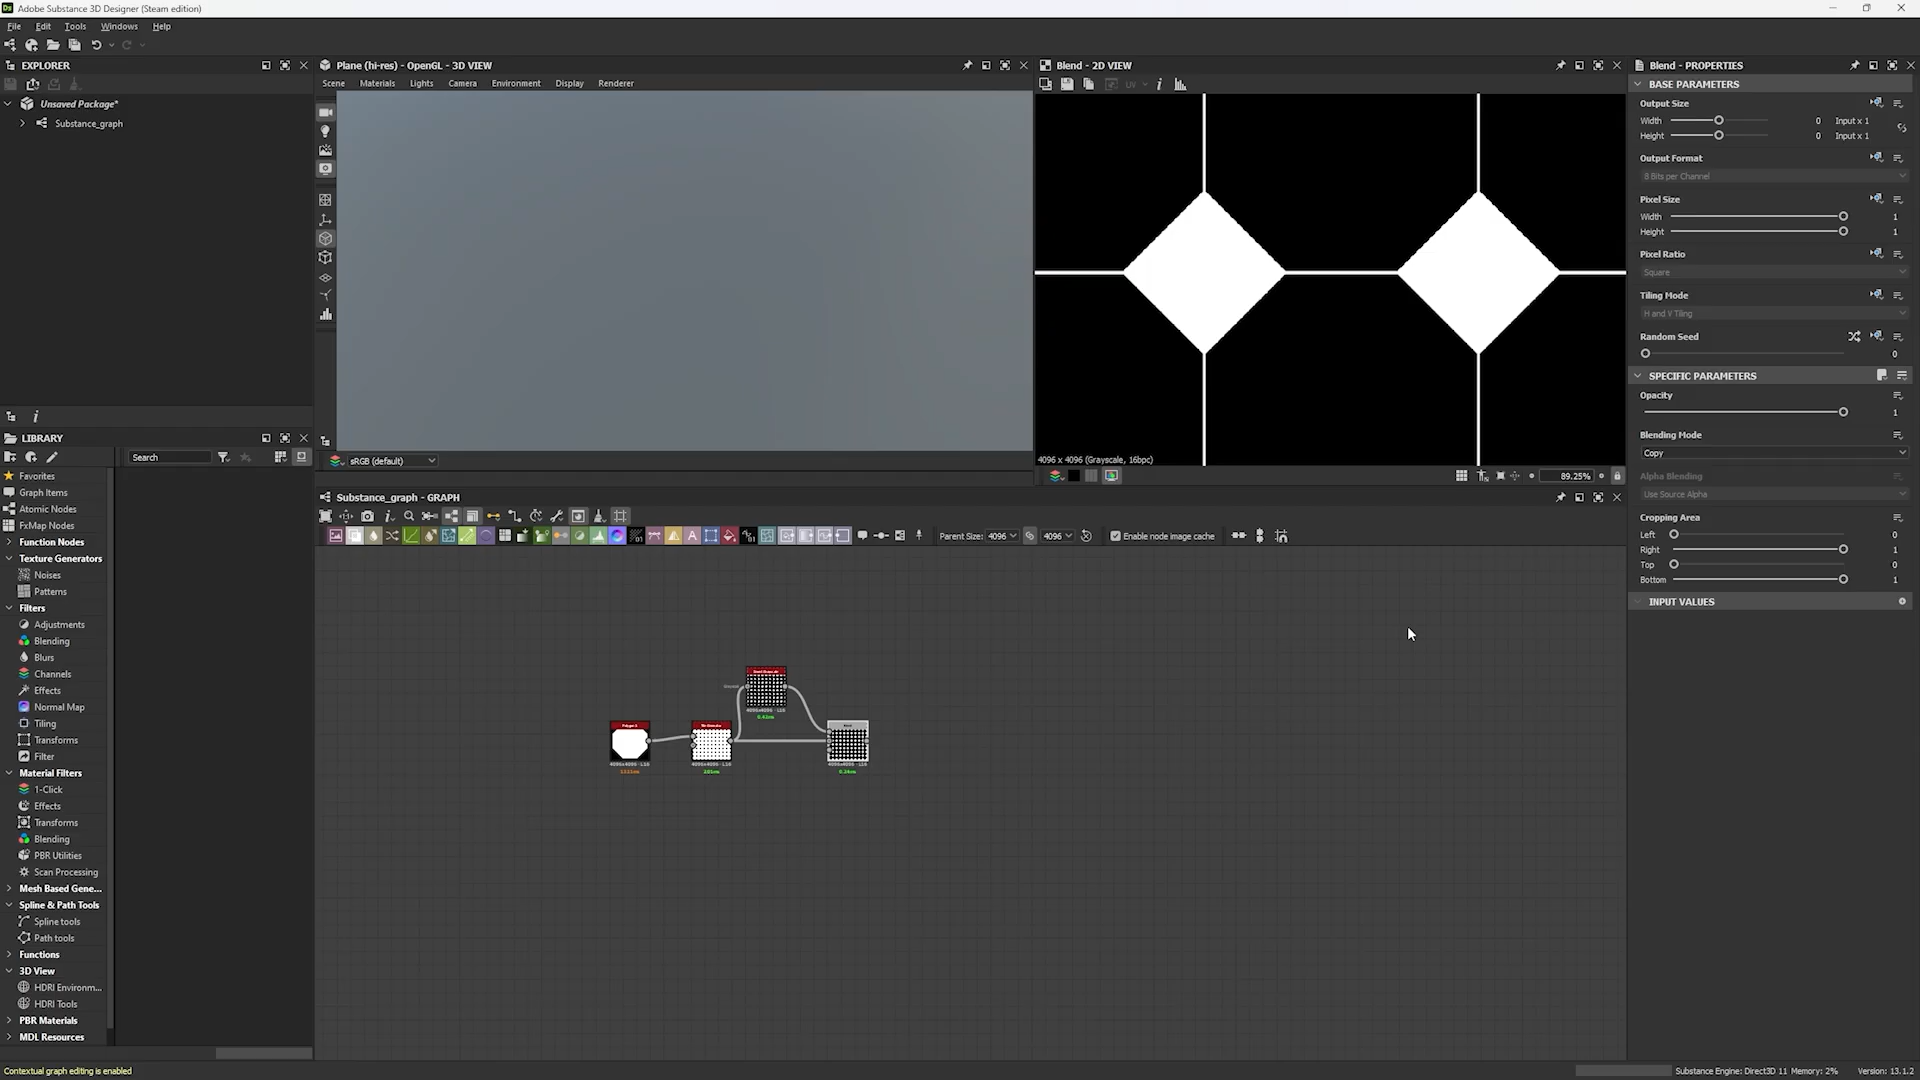 Adobe Substance 3D Designer (Steam edition)
File Edit Tools Windows Help
EXPLORER
Unsaved Package*
Substance_graph
LIBRARY
Search
Favorites
Graph Items
Atomic Nodes
FxMap Nodes
Function Nodes
Texture Generators
Noises
Patterns
Filters
Adjustments
Blending
Blurs
Channels
Effects
Normal Map
Tiling
Transforms
Filter
Material Filters
1-Click
Effects
Transforms
Blending
PBR Utilities
Scan Processing
Mesh Based Gene...
Spline & Path Tools
Spline tools
Path tools
Functions
3D View
HDRI Environm...
HDRI Tools
PBR Materials
MDL Resources
Contextual graph editing is enabled
Plane (hi-res) - OpenGL - 3D VIEW
Scene Materials Lights Camera Environment Display Renderer
sRGB (default)
Blend - 2D VIEW
UV
4096 x 4096 (Grayscale, 16bpc)
89.25%
Substance_graph - GRAPH
Parent Size: 4096 4096 Enable node image cache
Blend - PROPERTIES
BASE PARAMETERS
Output Size
Width 0 Input x 1
Height 0 Input x 1
Output Format
8 Bits per Channel
Pixel Size
Width 1
Height 1
Pixel Ratio
Square
Tiling Mode
H and V Tiling
Random Seed
0
SPECIFIC PARAMETERS
Opacity
1
Blending Mode
Copy
Alpha Blending
Use Source Alpha
Cropping Area
Left 0
Right 1
Top 0
Bottom 1
INPUT VALUES
Substance Engine: Direct3D 11 Memory: 2% Version: 13.1.2